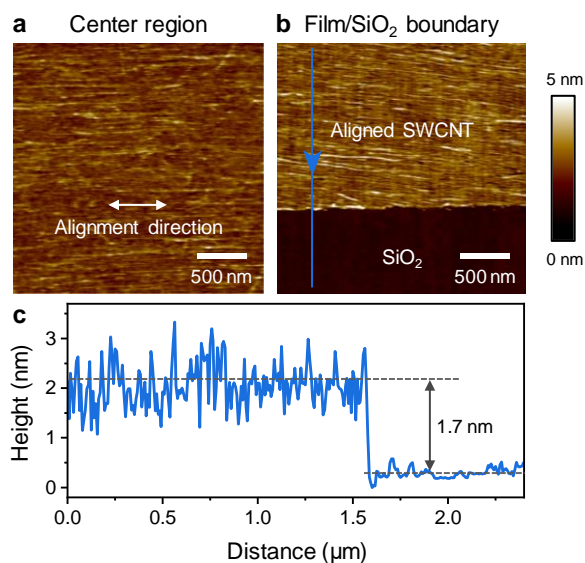 a Center region
b Film/SiO₂ boundary
Alignment direction
500 nm
Aligned SWCNT
SiO₂
500 nm
5 nm
0 nm
c
Height (nm)
3
2
1
0
1.7 nm
0.0
0.5
1.0
1.5
2.0
Distance (μm)